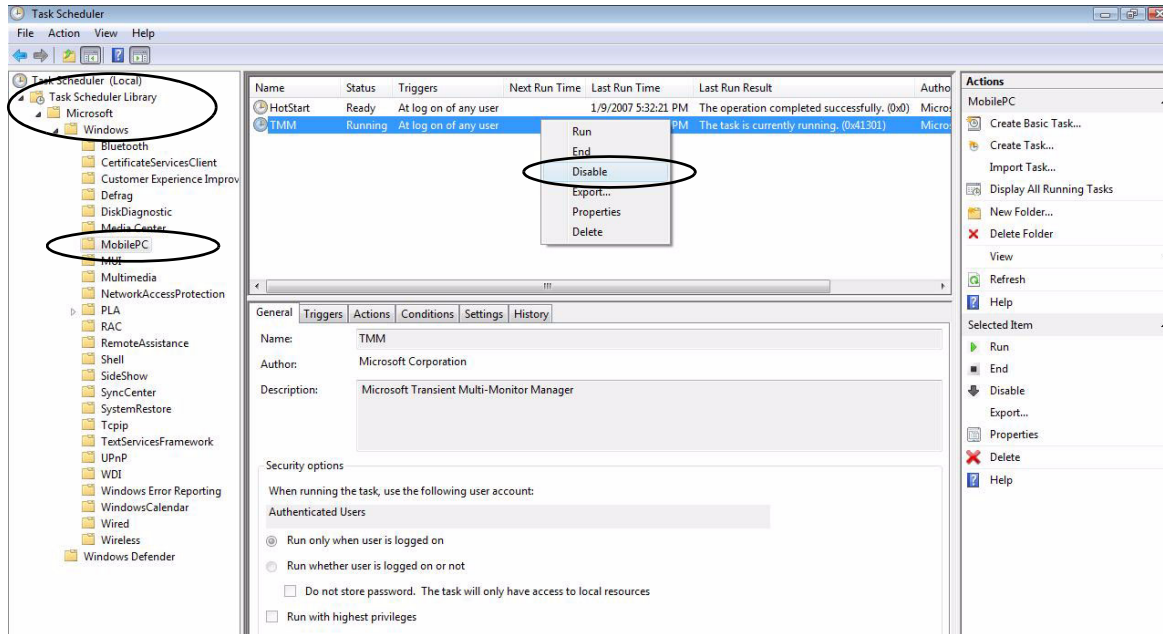 Task Scheduler
File Action View Help
Task Scheduler (Local)
Task Scheduler Library
Microsoft
Windows
Bluetooth
CertificateServicesClient
Customer Experience Improv
Defrag
DiskDiagnostic
Media Center
MobilePC
MUI
Multimedia
NetworkAccessProtection
PLA
RAC
RemoteAssistance
Shell
SideShow
SyncCenter
SystemRestore
Tcpip
TextServicesFramework
UPnP
WDI
Windows Error Reporting
WindowsCalendar
Wired
Wireless
Windows Defender
Name Status Triggers Next Run Time Last Run Time Last Run Result Autho
HotStart Ready At log on of any user 1/9/2007 5:32:21 PM The operation completed successfully. (0x0) Micro
TMM Running At log on of any user PM The task is currently running. (0x41301) Micro
Run
End
Disable
Export...
Properties
Delete
General Triggers Actions Conditions Settings History
Name: TMM
Author: Microsoft Corporation
Description: Microsoft Transient Multi-Monitor Manager
Security options
When running the task, use the following user account:
Authenticated Users
Run only when user is logged on
Run whether user is logged on or not
Do not store password. The task will only have access to local resources
Run with highest privileges
Actions
MobilePC
Create Basic Task...
Create Task...
Import Task...
Display All Running Tasks
New Folder...
Delete Folder
View
Refresh
Help
Selected Item
Run
End
Disable
Export...
Properties
Delete
Help